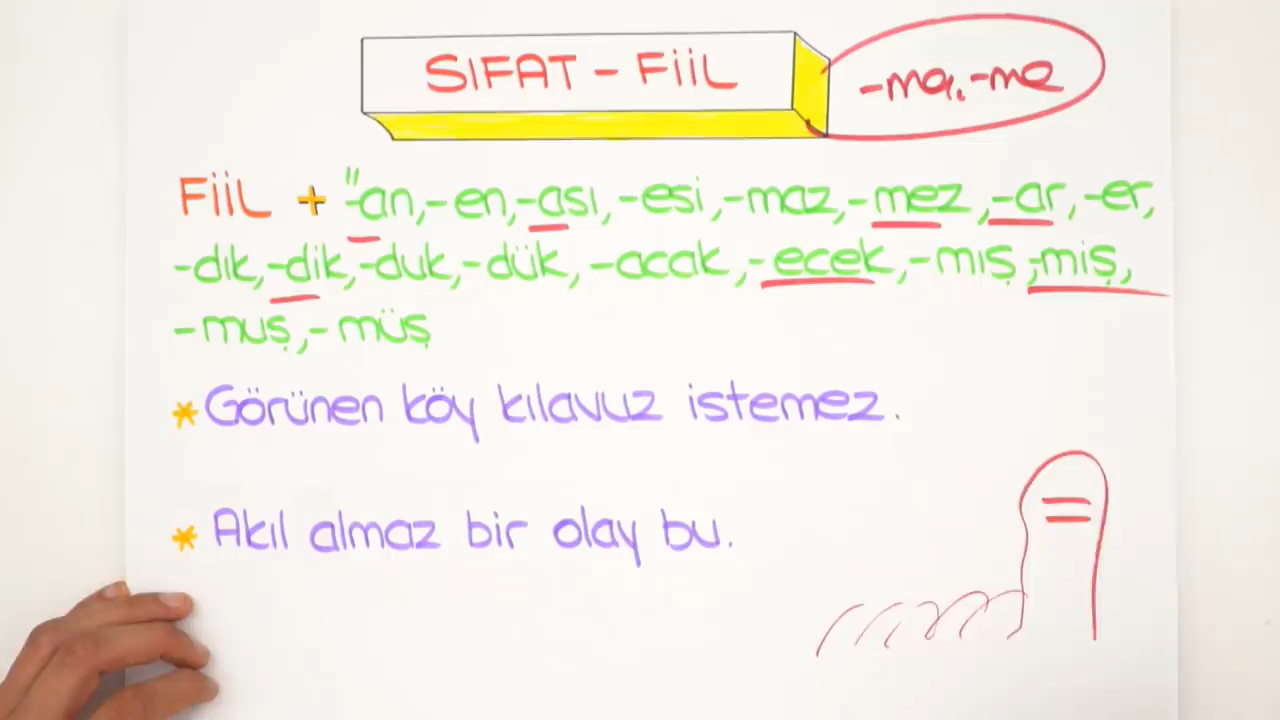 SIFAT - FiiL
-ma, -me
FiiL + "-an, -en, -ası, -esi, -maz, -mez, -ar, -er,
-dık, -dik, -duk, -dük, -acak, -ecek, -mış, -miş,
-muş, -müş
* Görünen köy kılavuz istemez.
* Akıl almaz bir olay bu.